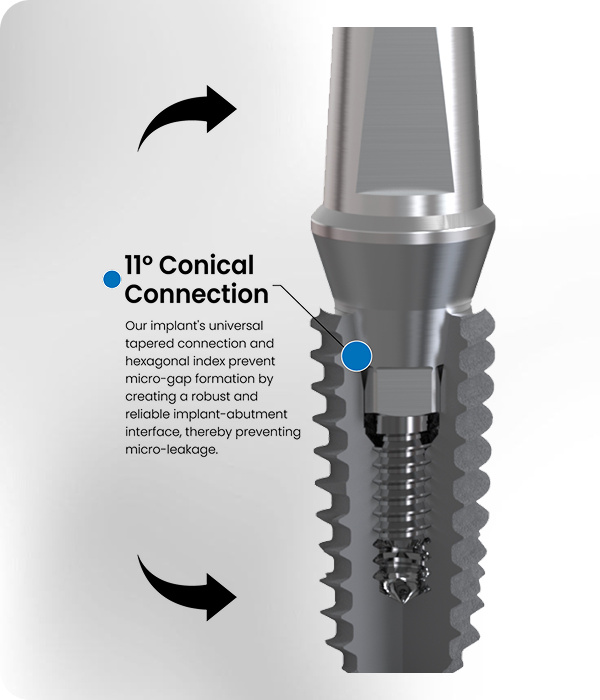 11° Conical
Connection
Our implant's universal
tapered connection and
hexagonal index prevent
micro-gap formation by
creating a robust and
reliable implant-abutment
interface, thereby preventing
micro-leakage.